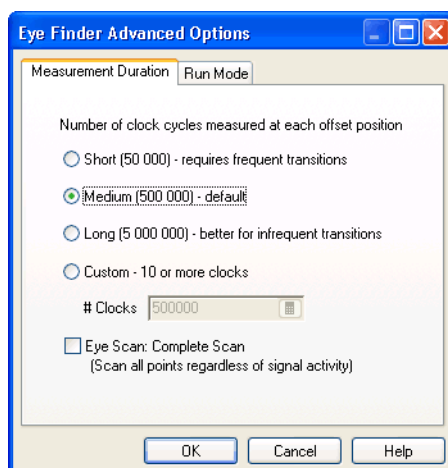 Eye Finder Advanced Options
Measurement Duration
Run Mode
Number of clock cycles measured at each offset position
Short (50 000) - requires frequent transitions
Medium (500 000) - default
Long (5 000 000) - better for infrequent transitions
Custom - 10 or more clocks
# Clocks 500000
Eye Scan: Complete Scan
(Scan all points regardless of signal activity)
OK
Cancel
Help